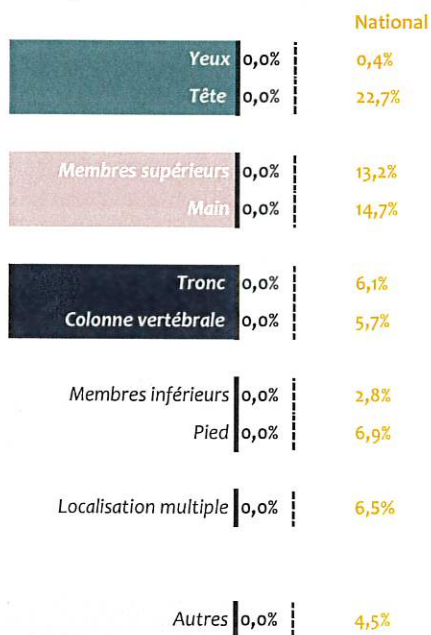 National
Yeux 0,0% 0,4%
Tête 0,0% 22,7%
Membres supérieurs 0,0% 13,2%
Main 0,0% 14,7%
Tronc 0,0% 6,1%
Colonne vertébrale 0,0% 5,7%
Membres inférieurs 0,0% 2,8%
Pied 0,0% 6,9%
Localisation multiple 0,0% 6,5%
Autres 0,0% 4,5%